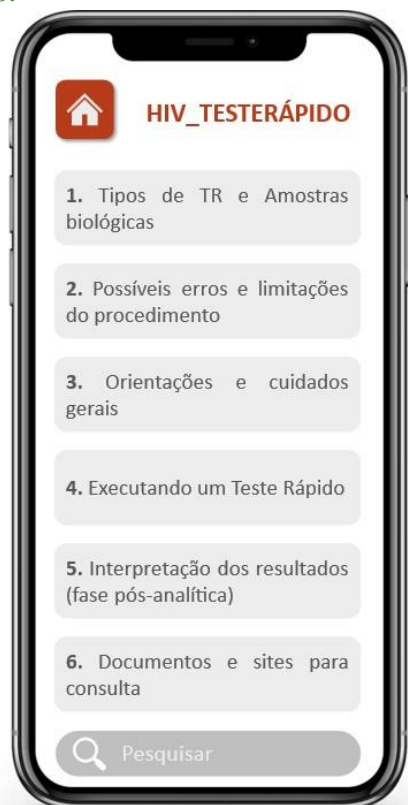 HIV_TESTERÁPIDO
1. Tipos de TR e Amostras
biológicas
2. Possíveis erros e limitações
do procedimento
3. Orientações e cuidados
gerais
4. Executando um Teste Rápido
5. Interpretação dos resultados
(fase pós-analítica)
6. Documentos e sites para
consulta
Pesquisar